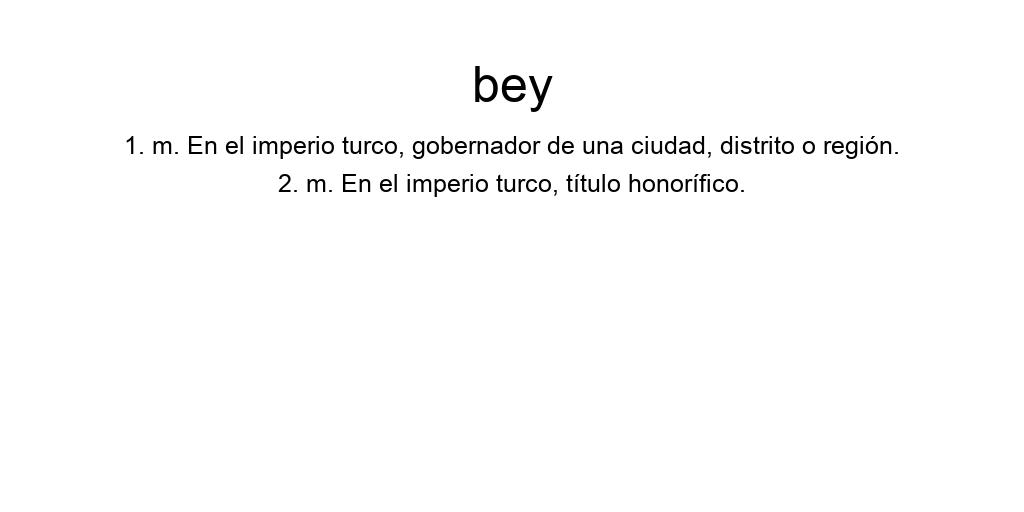 bey
1. m. En el imperio turco, gobernador de una ciudad, distrito o región.
2. m. En el imperio turco, título honorífico.